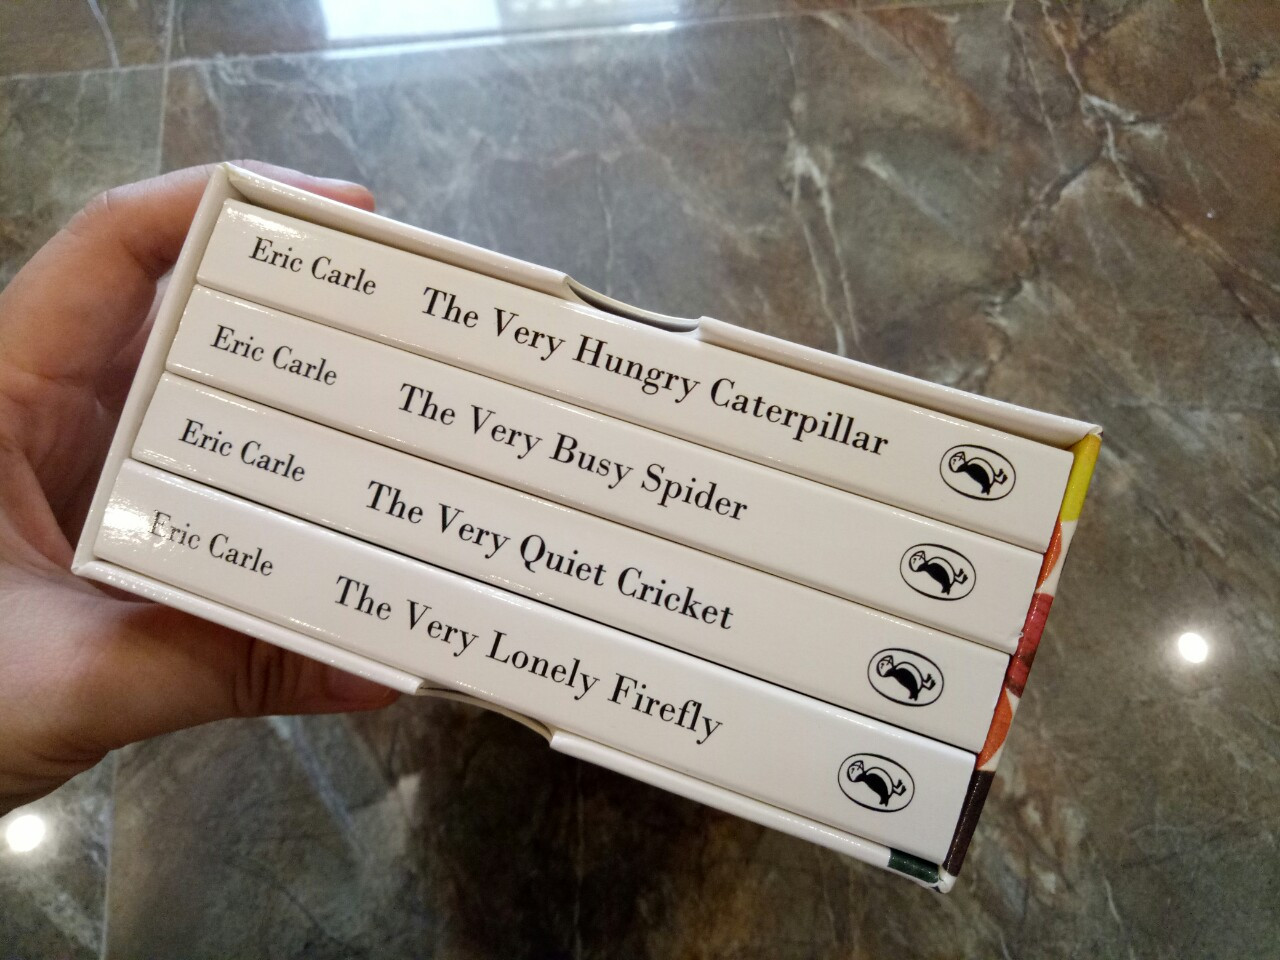 Eric Carle The Very Hungry Caterpillar
Eric Carle The Very Busy Spider
Eric Carle The Very Quiet Cricket
Eric Carle The Very Lonely Firefly